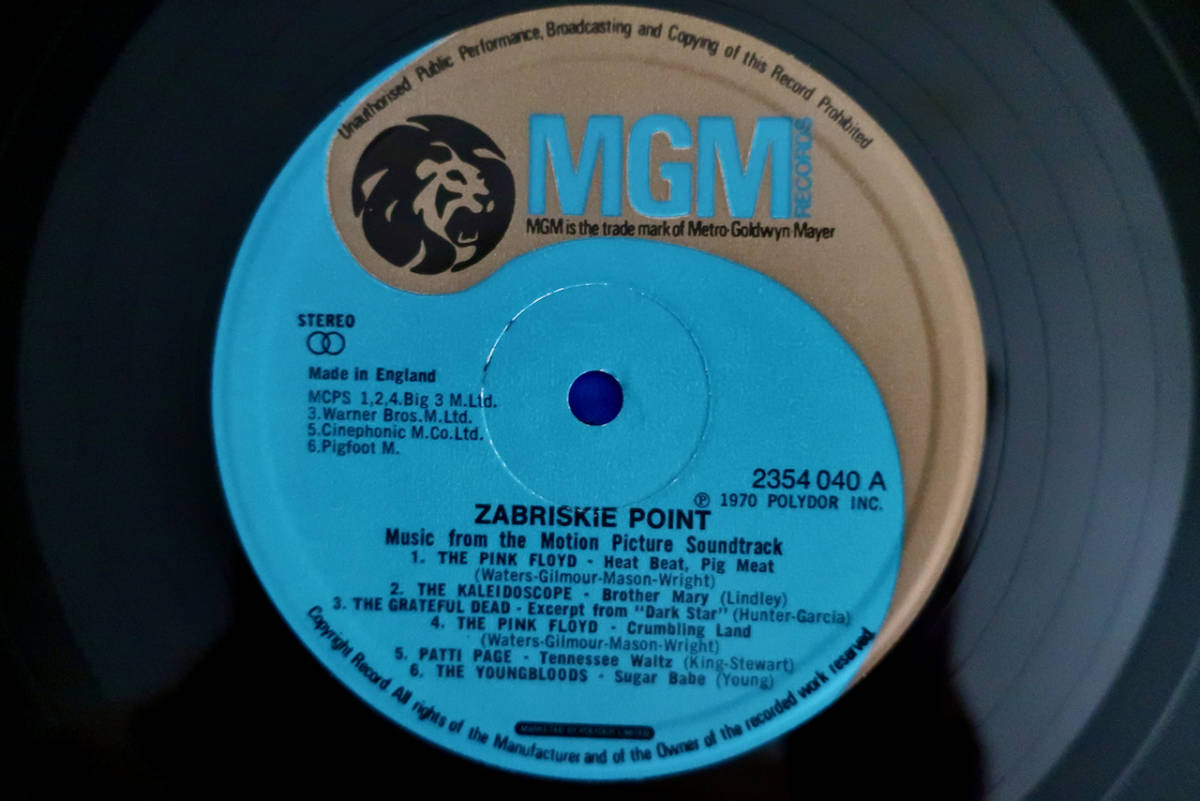 Unauthorised Public Performance, Broadcasting and Copying of this Record Prohibited
MGM
RECORDS
MGM is the trade mark of Metro-Goldwyn-Mayer
STEREO
Made in England
MCPS 1,2,4.Big 3 M.Ltd.
3.Warner Bros.M.Ltd.
5.Cinephonic M.Co.Ltd.
6.Pigfoot M.
2354 040 A
℗ 1970 POLYDOR INC.
ZABRISKIE POINT
Music from the Motion Picture Soundtrack
1. THE PINK FLOYD - Heat Beat, Pig Meat
(Waters-Gilmour-Mason-Wright)
2. THE KALEIDOSCOPE - Brother Mary (Lindley)
3. THE GRATEFUL DEAD - Excerpt from "Dark Star" (Hunter-Garcia)
4. THE PINK FLOYD - Crumbling Land
(Waters-Gilmour-Mason-Wright)
5. PATTI PAGE - Tennessee Waltz (King-Stewart)
6. THE YOUNGBLOODS - Sugar Babe (Young)
MARKETED BY POLYDOR LIMITED
Copyright Record All rights of the Manufacturer and of the Owner of the recorded work reserved